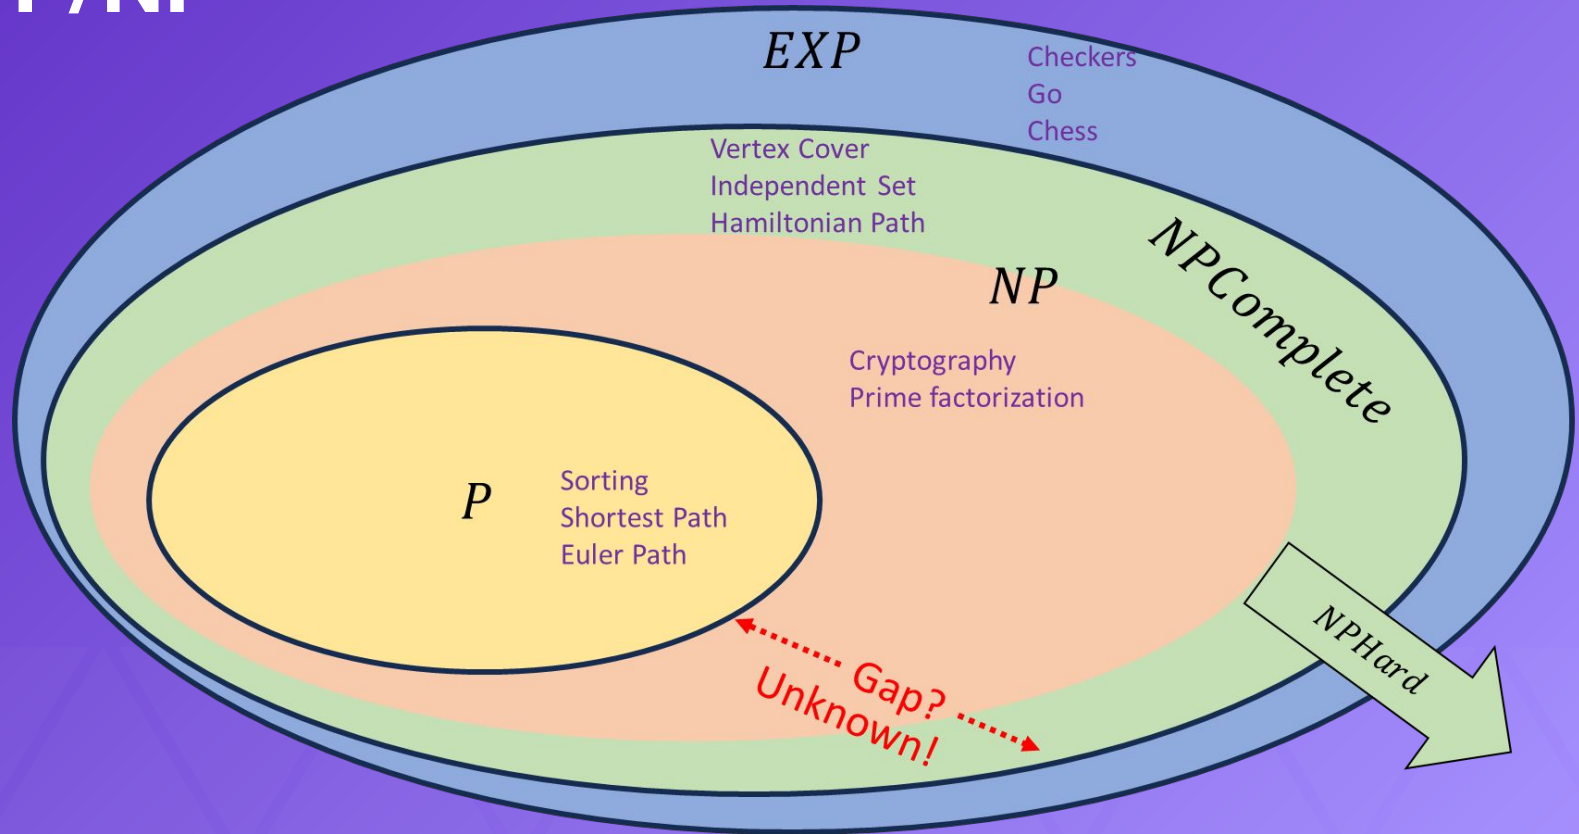 P/NP
EXP
Checkers
Go
Chess
Vertex Cover
Independent Set
Hamiltonian Path
NPComplete
NP
Cryptography
Prime factorization
P
Sorting
Shortest Path
Euler Path
NPHard
Gap?
Unknown!